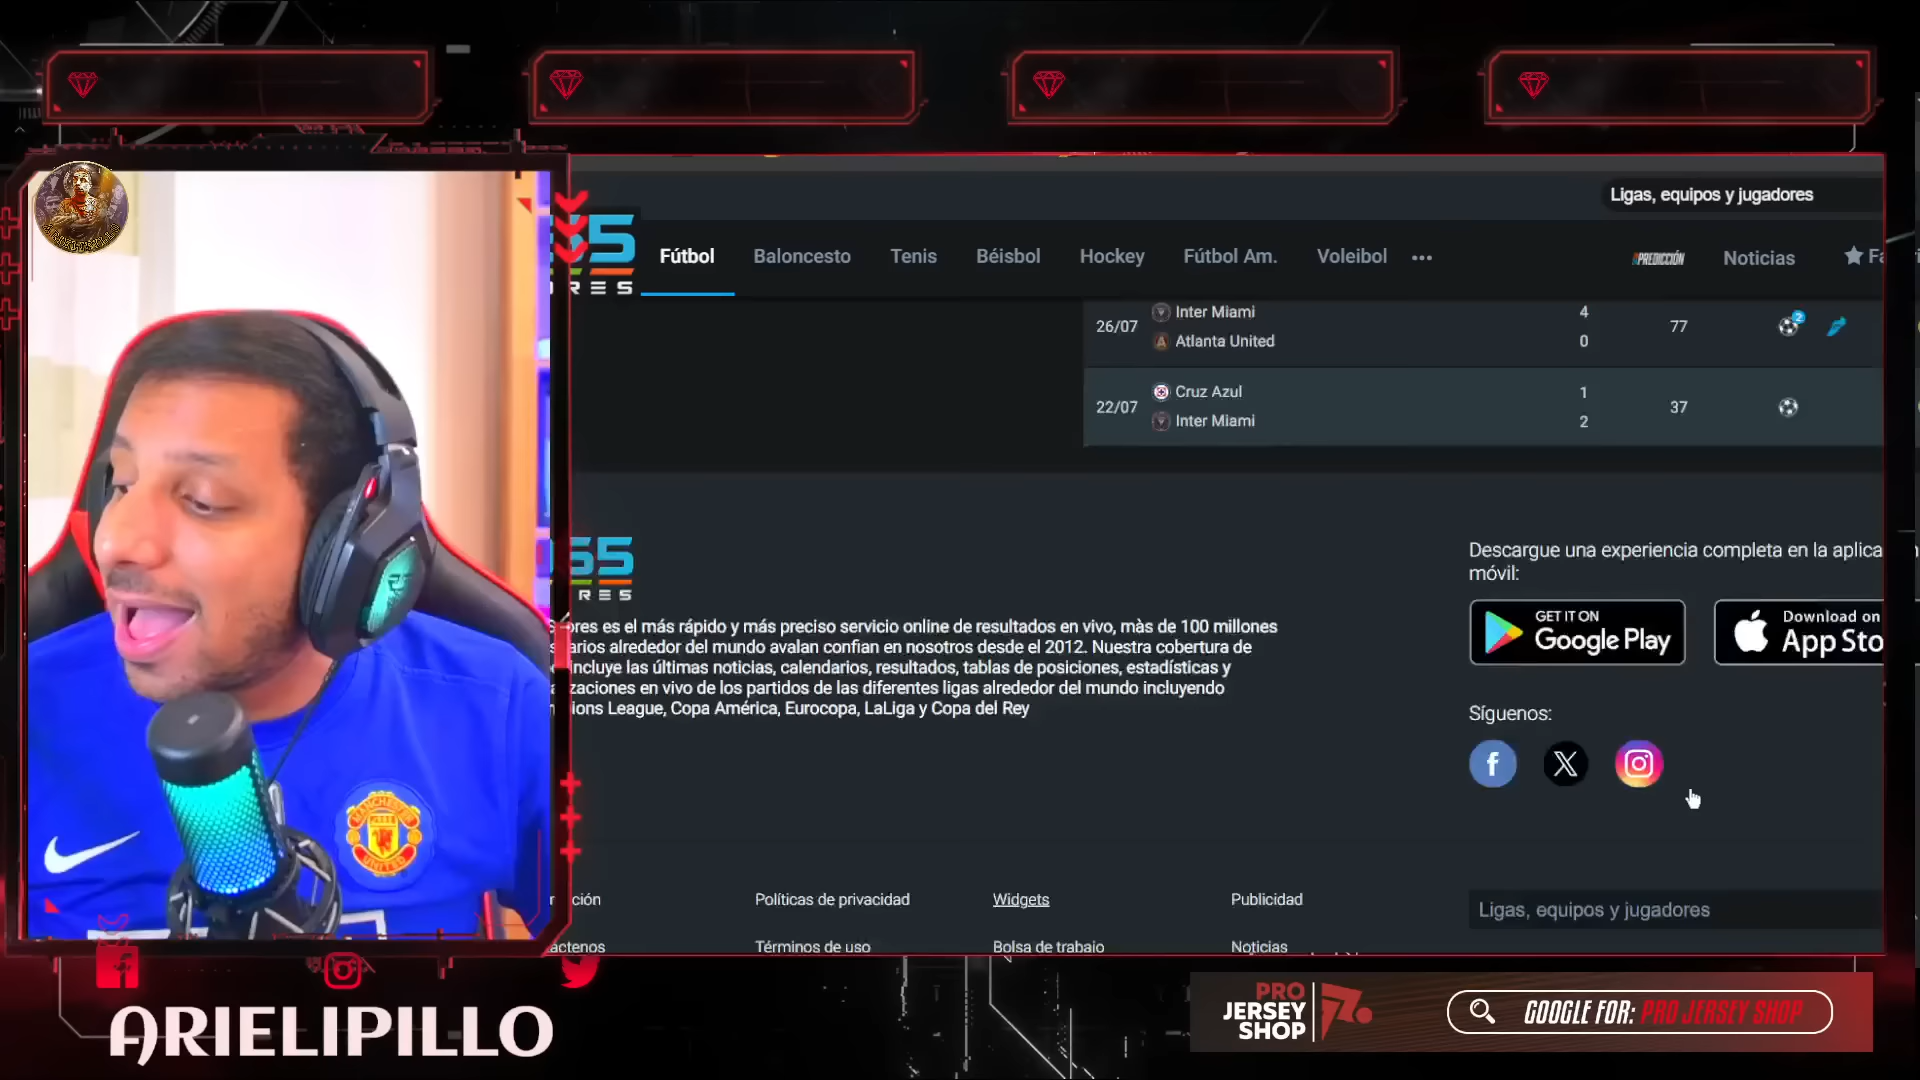 Ligas, equipos y jugadores
Fútbol
Baloncesto
Tenis
Béisbol
Hockey
Fútbol Am.
Voleibol
PREDICCIÓN
Noticias
26/07
Inter Miami
4
Atlanta United
0
77
2
22/07
Cruz Azul
1
Inter Miami
2
37
65
RES
ores es el más rápido y más preciso servicio online de resultados en vivo, màs de 100 millones
arios alrededor del mundo avalan confian en nosotros desde el 2012. Nuestra cobertura de
incluye las últimas noticias, calendarios, resultados, tablas de posiciones, estadísticas y
zaciones en vivo de los partidos de las diferentes ligas alrededor del mundo incluyendo
ions League, Copa América, Eurocopa, LaLiga y Copa del Rey
Descargue una experiencia completa en la aplica
móvil:
GET IT ON
Google Play
Download on
App Sto
Síguenos:
Políticas de privacidad
Widgets
Publicidad
Ligas, equipos y jugadores
Términos de uso
Bolsa de trabajo
Noticias
MANCHESTER
UNITED
ARIELIPILLO
PRO
JERSEY
SHOP
GOOGLE FOR: PRO JERSEY SHOP